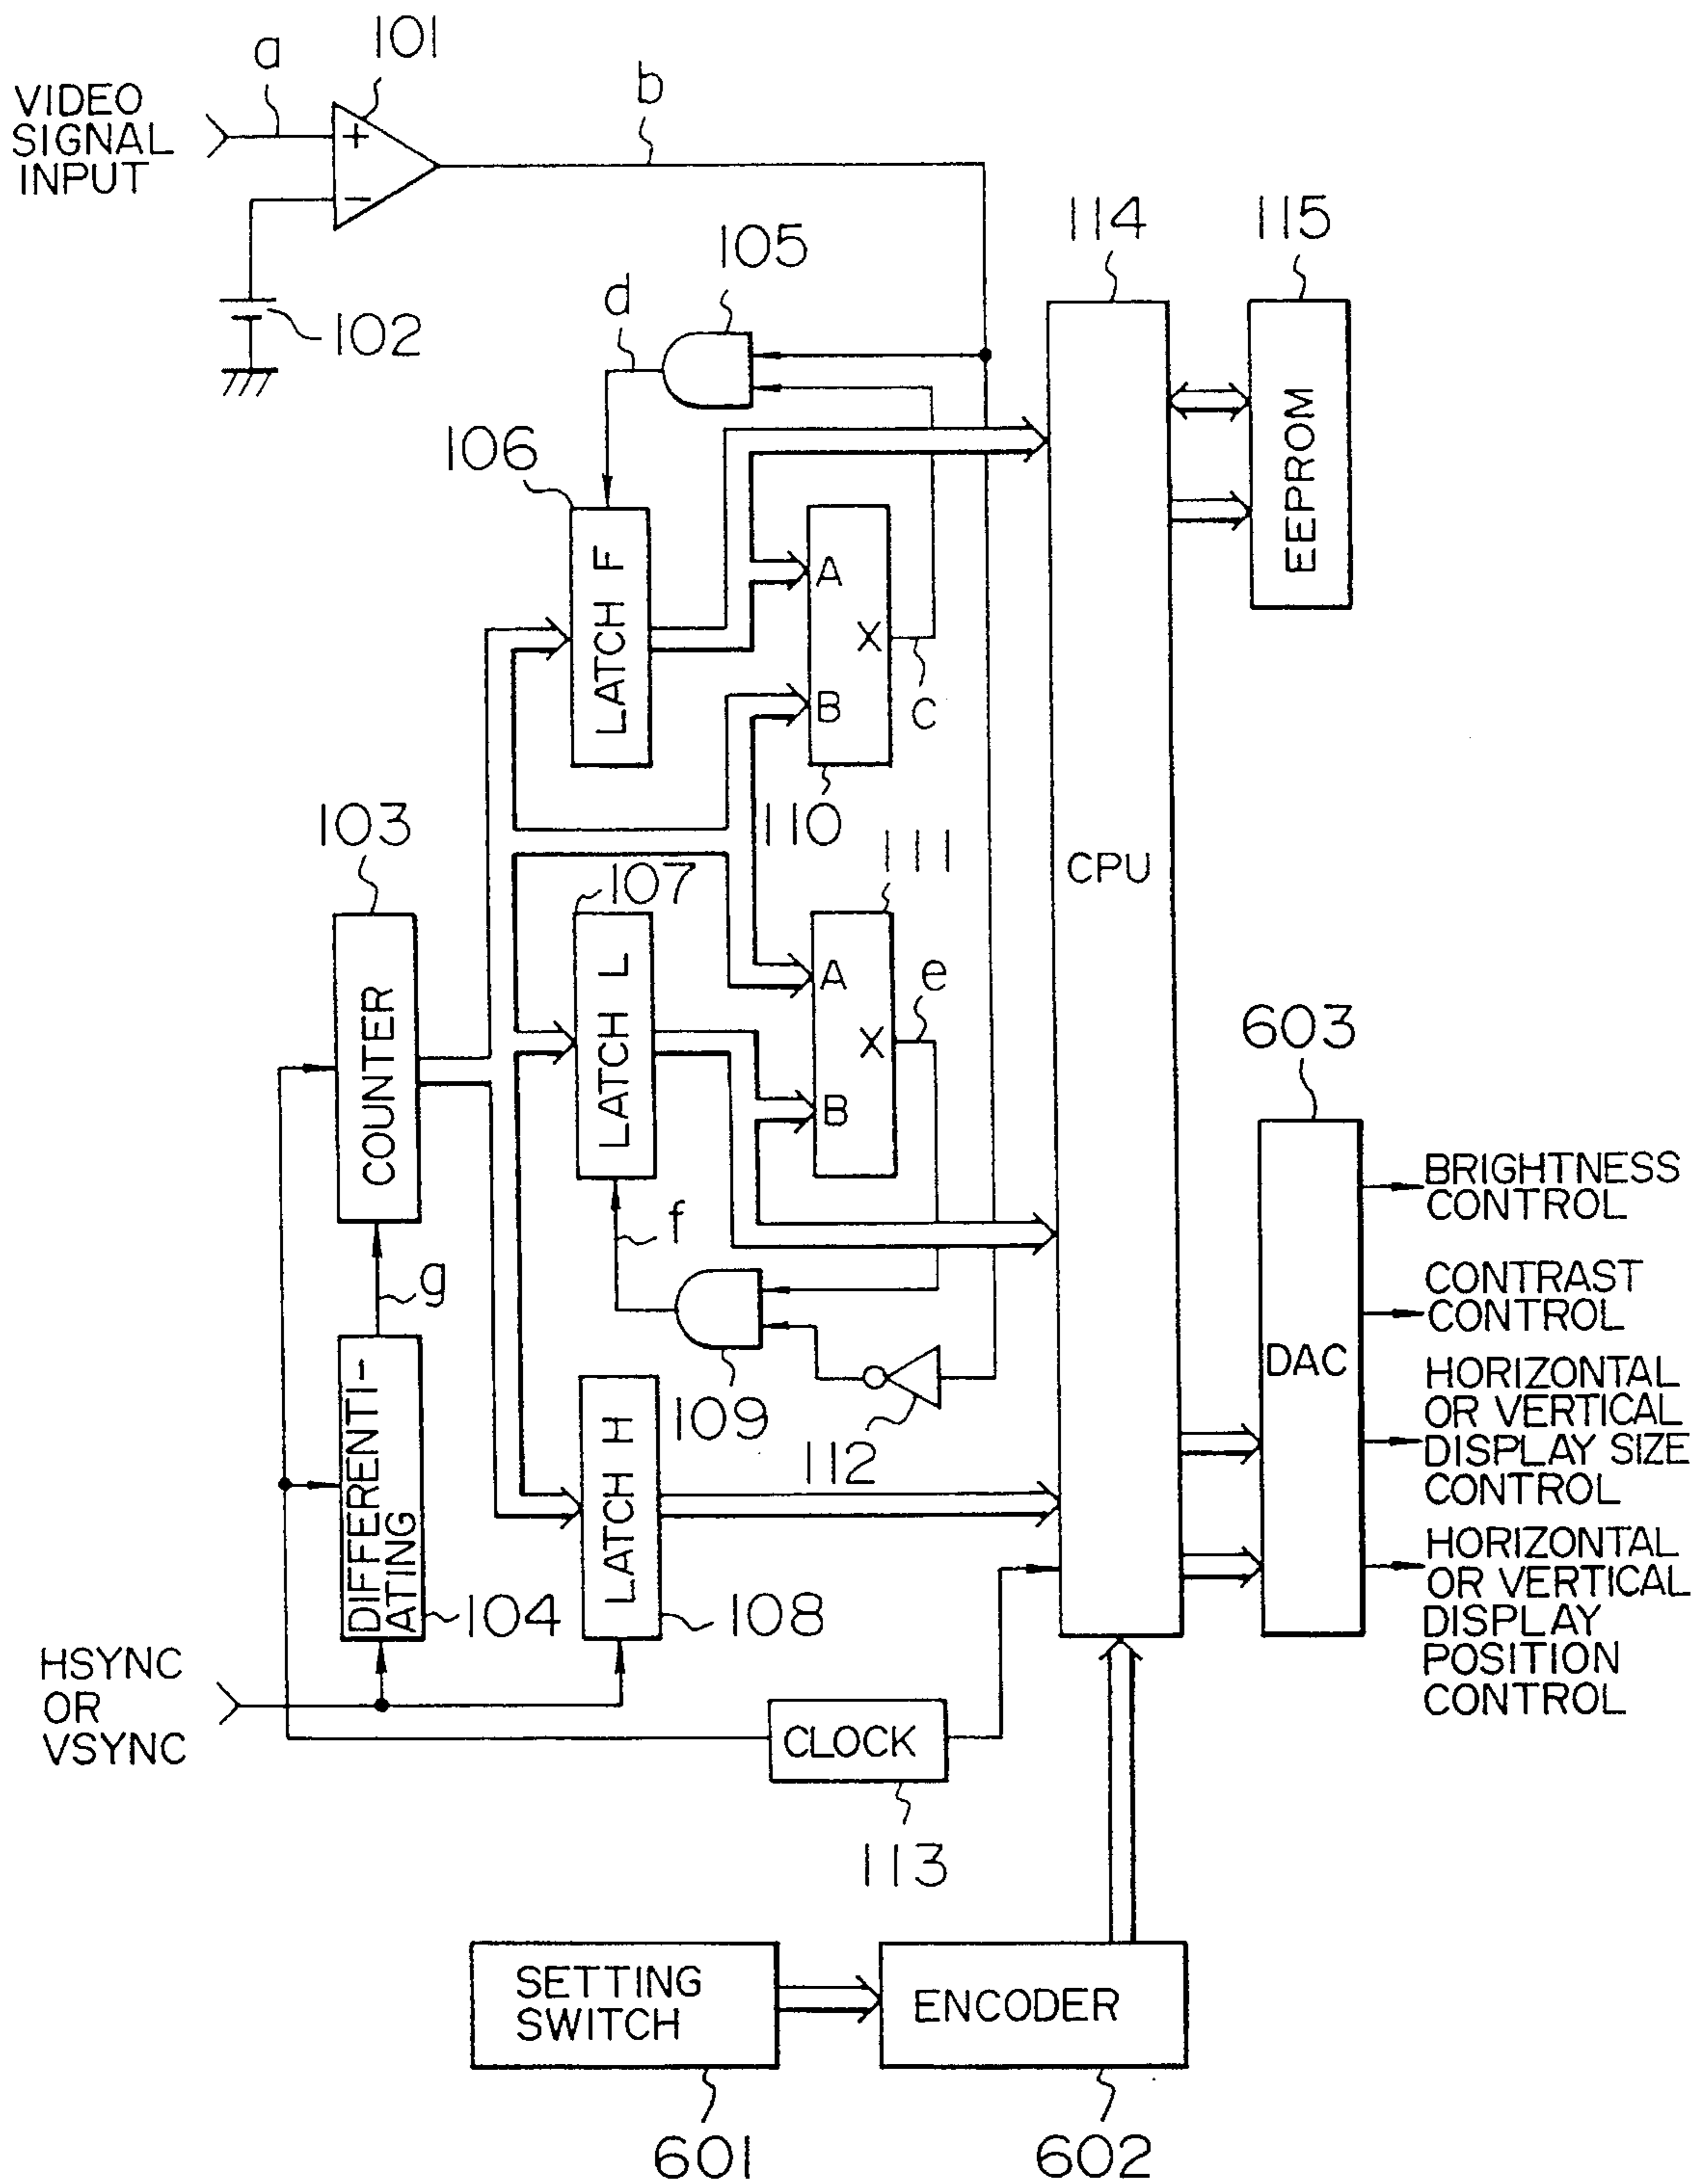 101
a
b
VIDEO
SIGNAL
INPUT
+
−
102
114
115
105
d
106
EEPROM
LATCH F
A
X
B
c
110
103
111
107
CPU
COUNTER
LATCH L
A
e
X
B
603
f
g
BRIGHTNESS
CONTROL
CONTRAST
CONTROL
DAC
HORIZONTAL
OR VERTICAL
DISPLAY SIZE
CONTROL
HORIZONTAL
OR VERTICAL
DISPLAY
POSITION
CONTROL
109
112
112
DIFFERENTI-
ATING
104
LATCH H
108
HSYNC
OR
VSYNC
CLOCK
113
SETTING
SWITCH
ENCODER
601
602